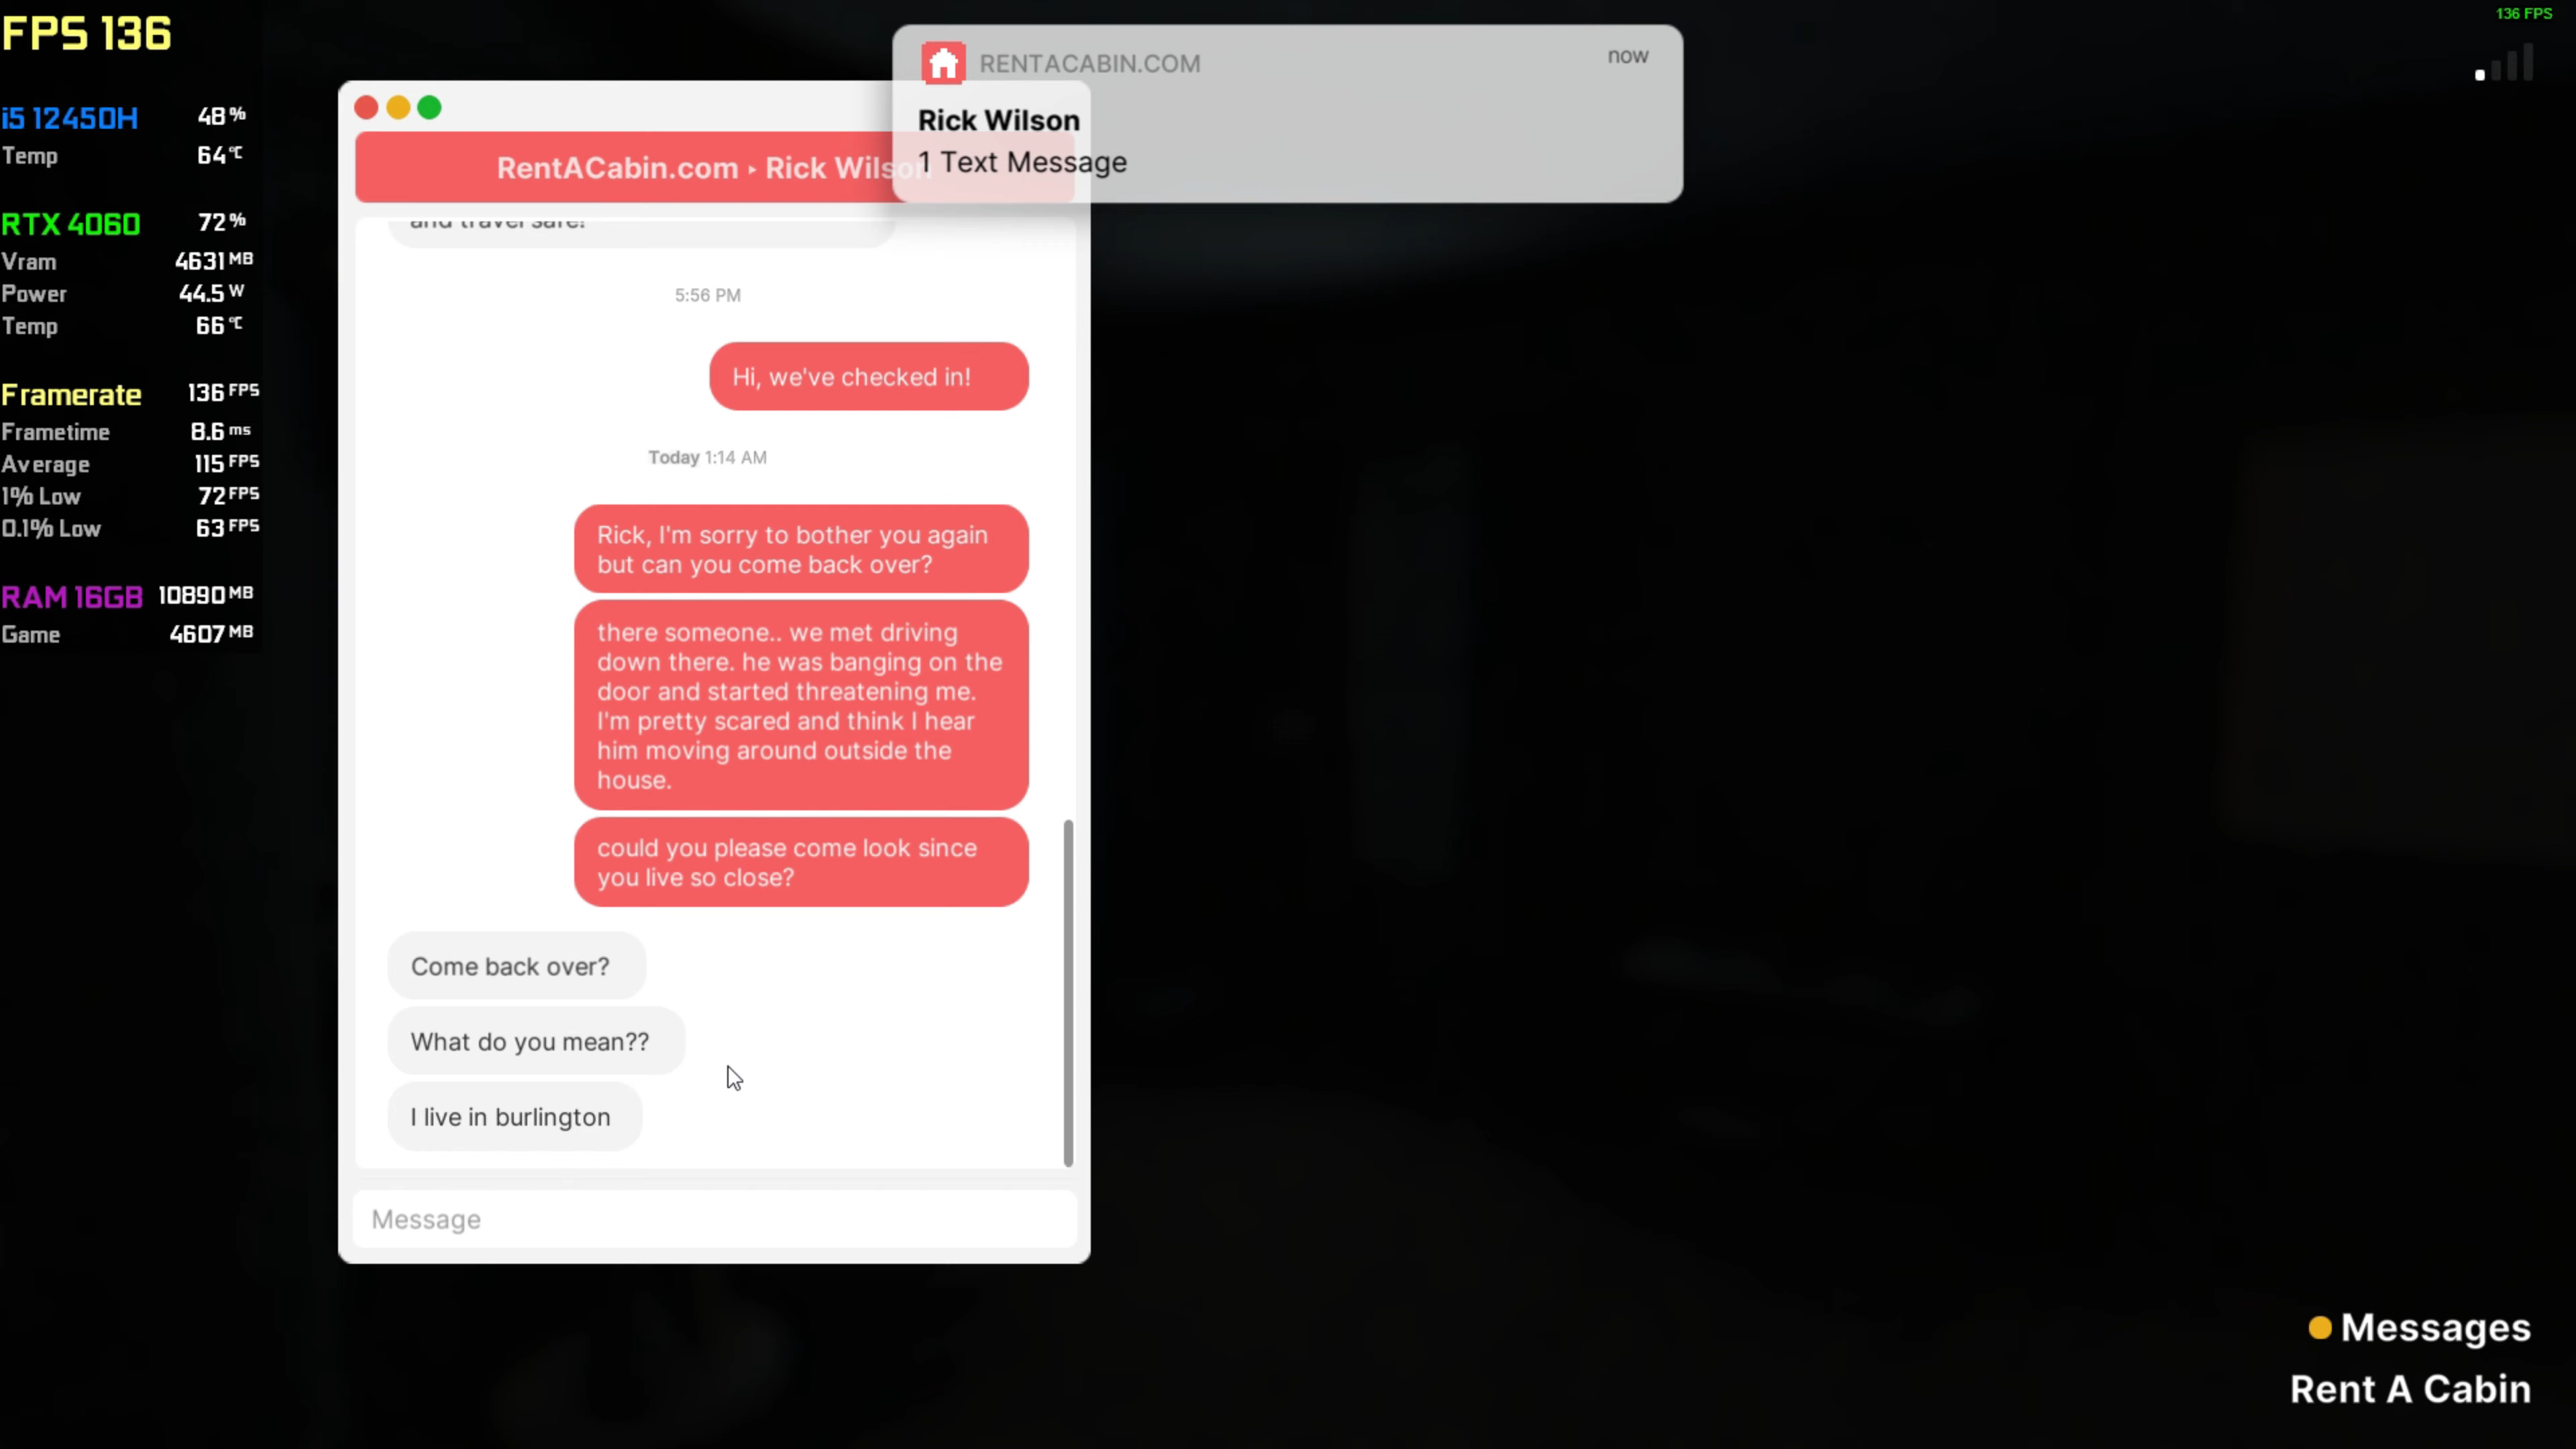 FPS 136
136 FPS
i5 12450H 48 %
Temp 64 °C
RTX 4060 72 %
Vram 4631 MB
Power 44.5 W
Temp 66 °C
Framerate 136 FPS
Frametime 8.6 ms
Average 115 FPS
1% Low 72 FPS
0.1% Low 63 FPS
RAM 16GB 10890 MB
Game 4607 MB
RENTACABIN.COM
now
Rick Wilson
1 Text Message
RentACabin.com ▸ Rick Wilson
and travel safe!
5:56 PM
Hi, we've checked in!
Today 1:14 AM
Rick, I'm sorry to bother you again
but can you come back over?
there someone.. we met driving
down there. he was banging on the
door and started threatening me.
I'm pretty scared and think I hear
him moving around outside the
house.
could you please come look since
you live so close?
Come back over?
What do you mean??
I live in burlington
Message
Messages
Rent A Cabin